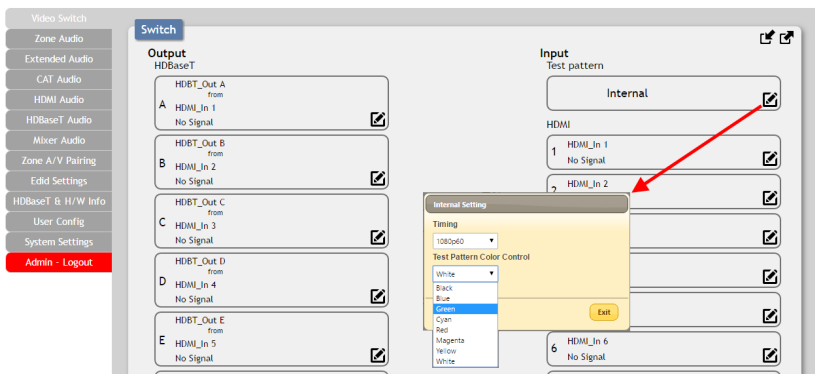 Video Switch
Zone Audio
Extended Audio
CAT Audio
HDMI Audio
HDBaseT Audio
Mixer Audio
Zone A/V Pairing
Edid Settings
HDBaseT & H/W Info
User Config
System Settings
Admin - Logout
Switch
Output
HDBaseT
A
HDBT_Out A
from
HDMI_In 1
No Signal
B
HDBT_Out B
from
HDMI_In 2
No Signal
C
HDBT_Out C
from
HDMI_In 3
No Signal
D
HDBT_Out D
from
HDMI_In 4
No Signal
E
HDBT_Out E
from
HDMI_In 5
No Signal
Input
Test pattern
Internal
HDMI
1
HDMI_In 1
No Signal
2
HDMI_In 2
6
HDMI_In 6
No Signal
Internal Setting
Timing
1080p60
Test Pattern Color Control
White
Black
Blue
Green
Cyan
Red
Magenta
Yellow
White
Exit